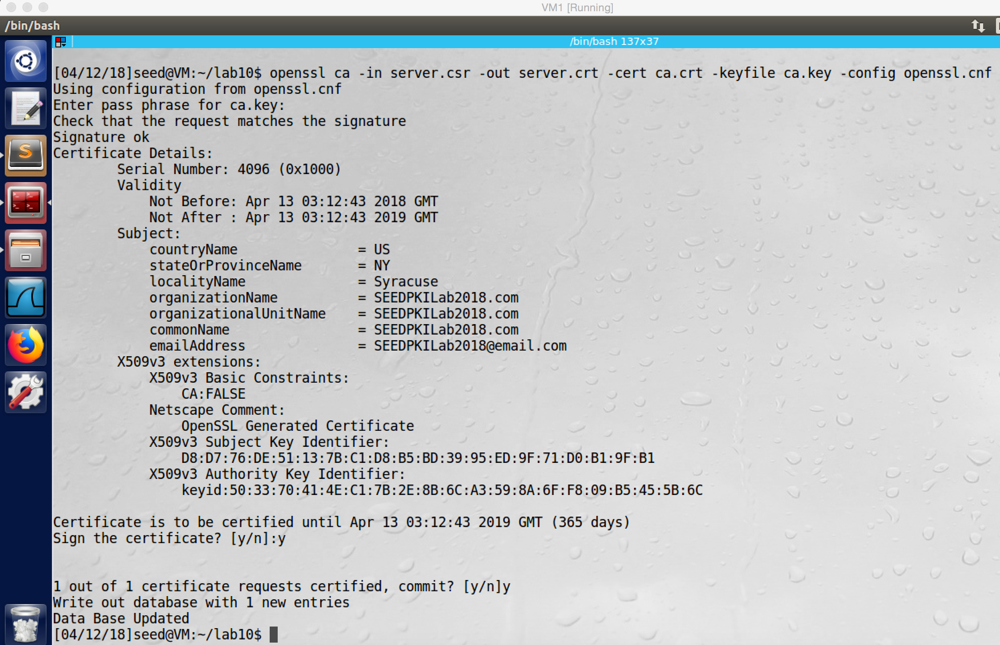 VM1 [Running]
/bin/bash
/bin/bash 137x37
[04/12/18]seed@VM:~/lab10$ openssl ca -in server.csr -out server.crt -cert ca.crt -keyfile ca.key -config openssl.cnf
Using configuration from openssl.cnf
Enter pass phrase for ca.key:
Check that the request matches the signature
Signature ok
Certificate Details:
        Serial Number: 4096 (0x1000)
        Validity
            Not Before: Apr 13 03:12:43 2018 GMT
            Not After : Apr 13 03:12:43 2019 GMT
        Subject:
            countryName               = US
            stateOrProvinceName       = NY
            localityName              = Syracuse
            organizationName          = SEEDPKILab2018.com
            organizationalUnitName    = SEEDPKILab2018.com
            commonName                = SEEDPKILab2018.com
            emailAddress              = SEEDPKILab2018@email.com
        X509v3 extensions:
            X509v3 Basic Constraints:
                CA:FALSE
            Netscape Comment:
                OpenSSL Generated Certificate
            X509v3 Subject Key Identifier:
                D8:D7:76:DE:51:13:7B:C1:D8:B5:BD:39:95:ED:9F:71:D0:B1:9F:B1
            X509v3 Authority Key Identifier:
                keyid:50:33:70:41:4E:C1:7B:2E:8B:6C:A3:59:8A:6F:F8:09:B5:45:5B:6C
Certificate is to be certified until Apr 13 03:12:43 2019 GMT (365 days)
Sign the certificate? [y/n]:y
1 out of 1 certificate requests certified, commit? [y/n]y
Write out database with 1 new entries
Data Base Updated
[04/12/18]seed@VM:~/lab10$